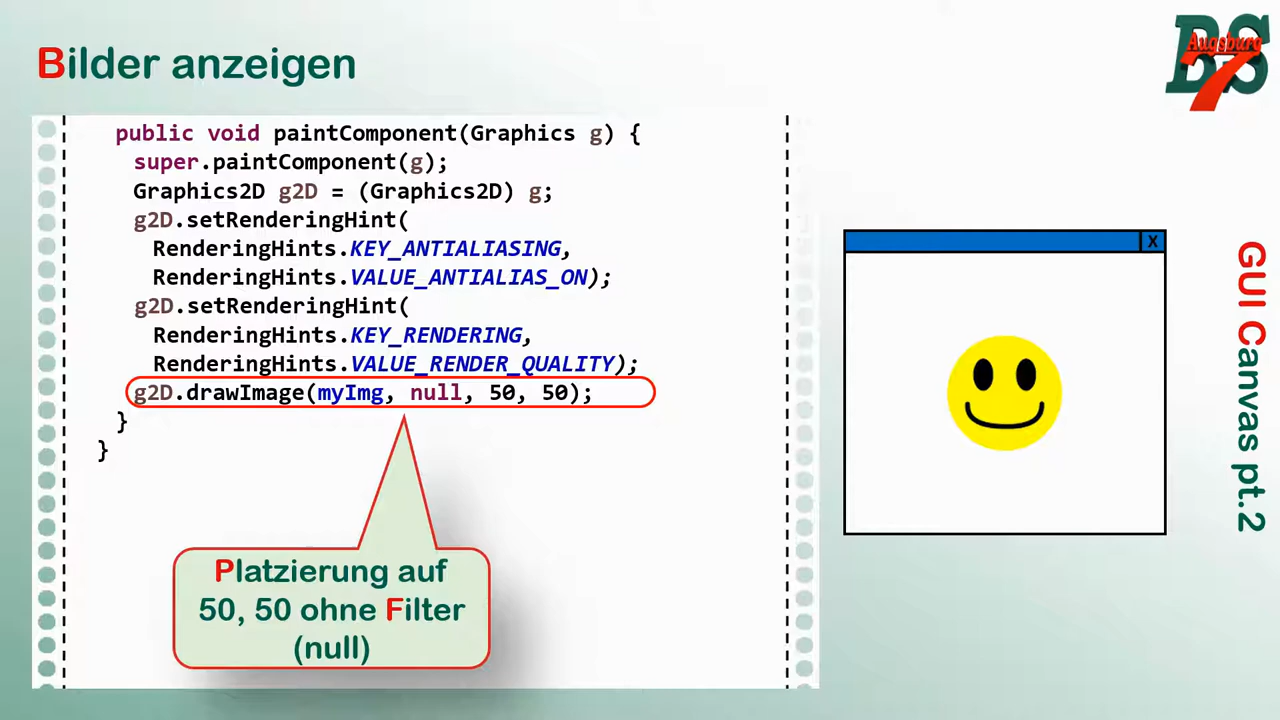 Bilder anzeigen
BS
Augsburg
7
public void paintComponent(Graphics g) {
super.paintComponent(g);
Graphics2D g2D = (Graphics2D) g;
g2D.setRenderingHint(
RenderingHints.KEY_ANTIALIASING,
RenderingHints.VALUE_ANTIALIAS_ON);
g2D.setRenderingHint(
RenderingHints.KEY_RENDERING,
RenderingHints.VALUE_RENDER_QUALITY);
g2D.drawImage(myImg, null, 50, 50);
}
}
Platzierung auf
50, 50 ohne Filter
(null)
X
GUI Canvas pt.2